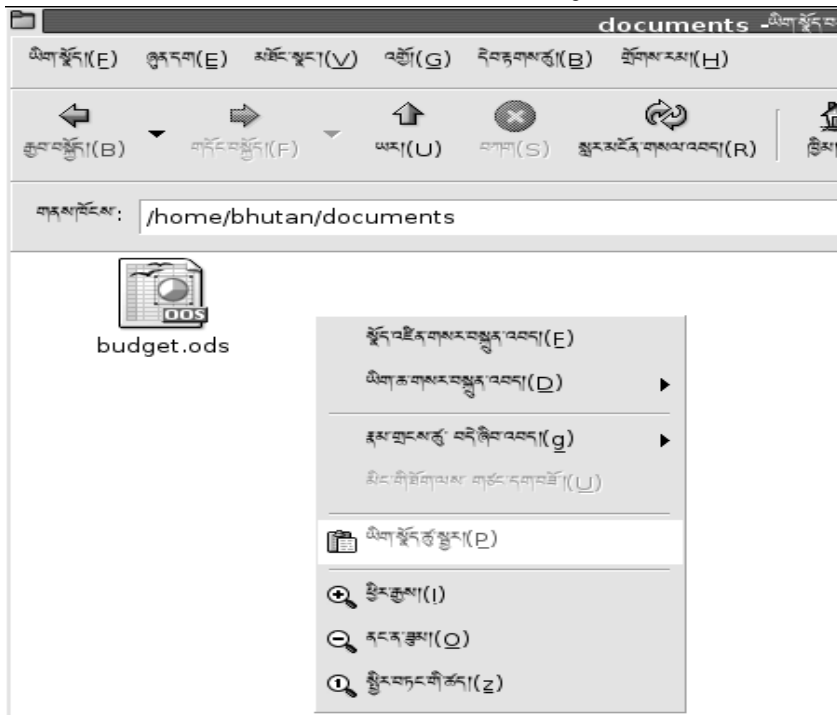 documents -ཡིག་སྣོད་བ
ཡིག་སྣོད།(F) ཞུན་དག(E) མཐོང་སྣང་།(V) འགྱོ།(G) དེབ་རྟགས་ཚུ།(B) གྲོགས་རམ།(H)
རྒྱབ་བསྐྱོད།(B) གདོང་བསྐྱོད།(F) ཡར།(U) བཀག(S) སླར་མངོན་གསལ་འབད།(R) ཁྱིམ།
གནས་ཁོངས་: /home/bhutan/documents
OOS
budget.ods
སྣོད་འཛིན་གསར་བསྐྲུན་འབད།(F)
ཡིག་ཆ་གསར་བསྐྲུན་འབད།(D)
རྣམ་གྲངས་ཚུ་ བདེ་ཞིབ་འབད།(g)
མིང་གི་ཐོག་ལས་ གཙང་དག་བཟོ།(U)
ཡིག་སྣོད་ཚུ་སྦྱར།(P)
ཕྱིར་རྒྱས།(I)
ནང་ན་ཟུམ།(O)
སྤྱིར་བཏང་གི་ཚད།(z)